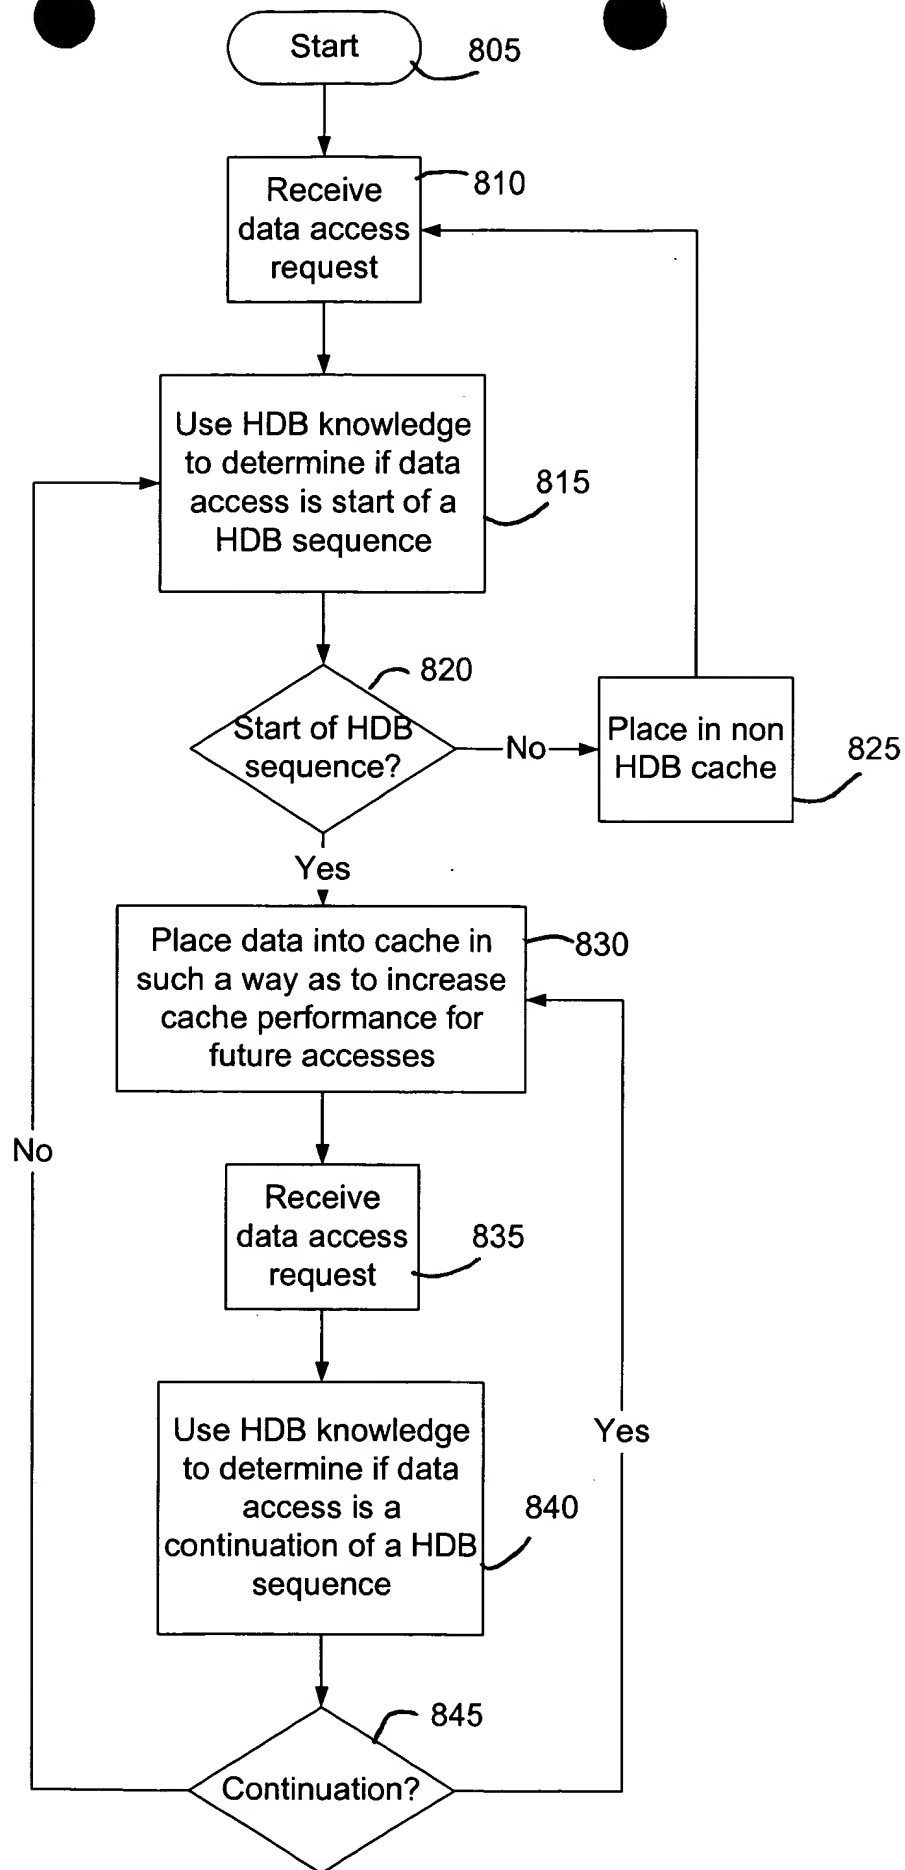 Start
805
Receive
data access
request
810
Use HDB knowledge
to determine if data
access is start of a
HDB sequence
815
820
Start of HDB
sequence?
No
Place in non
HDB cache
825
Yes
Place data into cache in
such a way as to increase
cache performance for
future accesses
830
No
Receive
data access
request
835
Use HDB knowledge
to determine if data
access is a
continuation of a HDB
sequence
840
Yes
845
Continuation?